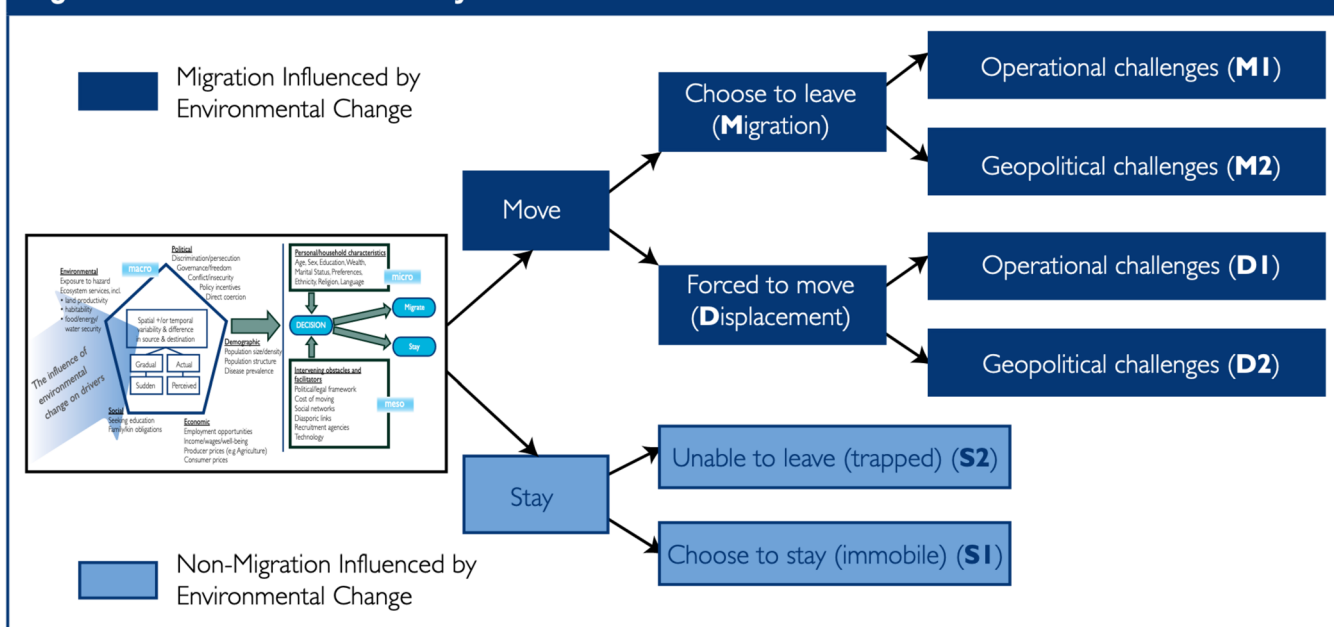 Migration Influenced by
Environmental Change
Choose to leave
(Migration)
Operational challenges (M1)
Geopolitical challenges (M2)
Move
Forced to move
(Displacement)
Operational challenges (D1)
Geopolitical challenges (D2)
Political
Discrimination/persecution
Governance/freedom
Conflict/insecurity
Policy incentives
Direct coercion
macro
Environmental
Exposure to hazard
Ecosystem services, incl.
• land productivity
• habitability
• food/energy/
water security
Spatial +/or temporal
variability & difference
in source & destination
Gradual
Actual
Sudden
Perceived
The influence of
environmental
change on drivers
Demographic
Population size/density
Population structure
Disease prevalence
Social
Seeking education
Family/kin obligations
Economic
Employment opportunities
Income/wages/well-being
Producer prices (e.g Agriculture)
Consumer prices
Personal/household characteristics
Age, Sex, Education, Wealth,
Marital Status, Preferences,
Ethnicity, Religion, Language
micro
DECISION
Migrate
Stay
Intervening obstacles and
facilitators
Political/legal framework
Cost of moving
Social networks
Diasporic links
Recruitment agencies
Technology
meso
Stay
Unable to leave (trapped) (S2)
Choose to stay (immobile) (S1)
Non-Migration Influenced by
Environmental Change